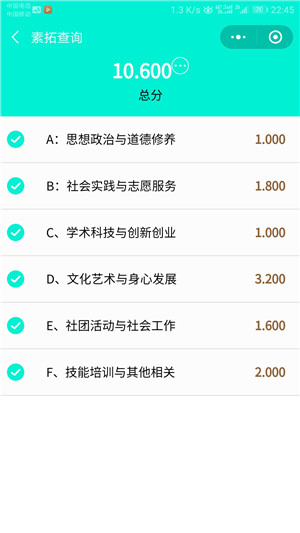 中国电信
中国移动
1.3 K/s
22:45
素拓查询
10.600
总分
A：思想政治与道德修养 1.000
B：社会实践与志愿服务 1.800
C、学术科技与创新创业 1.000
D、文化艺术与身心发展 3.200
E、社团活动与社会工作 1.600
F、技能培训与其他相关 2.000